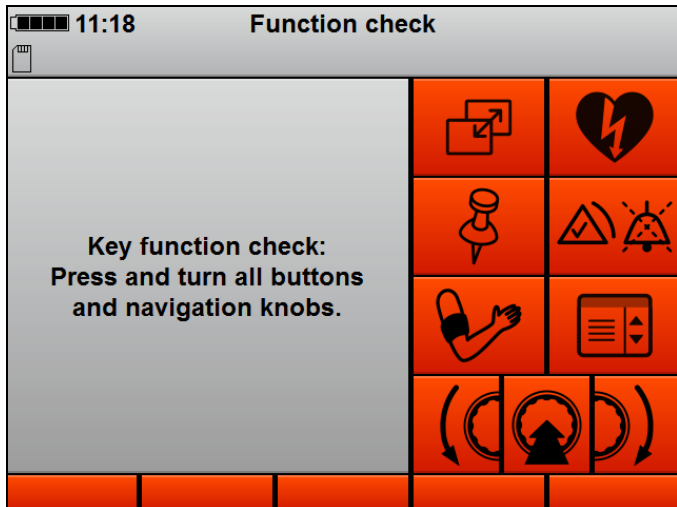 11:18 Function check
Key function check:
Press and turn all buttons
and navigation knobs.